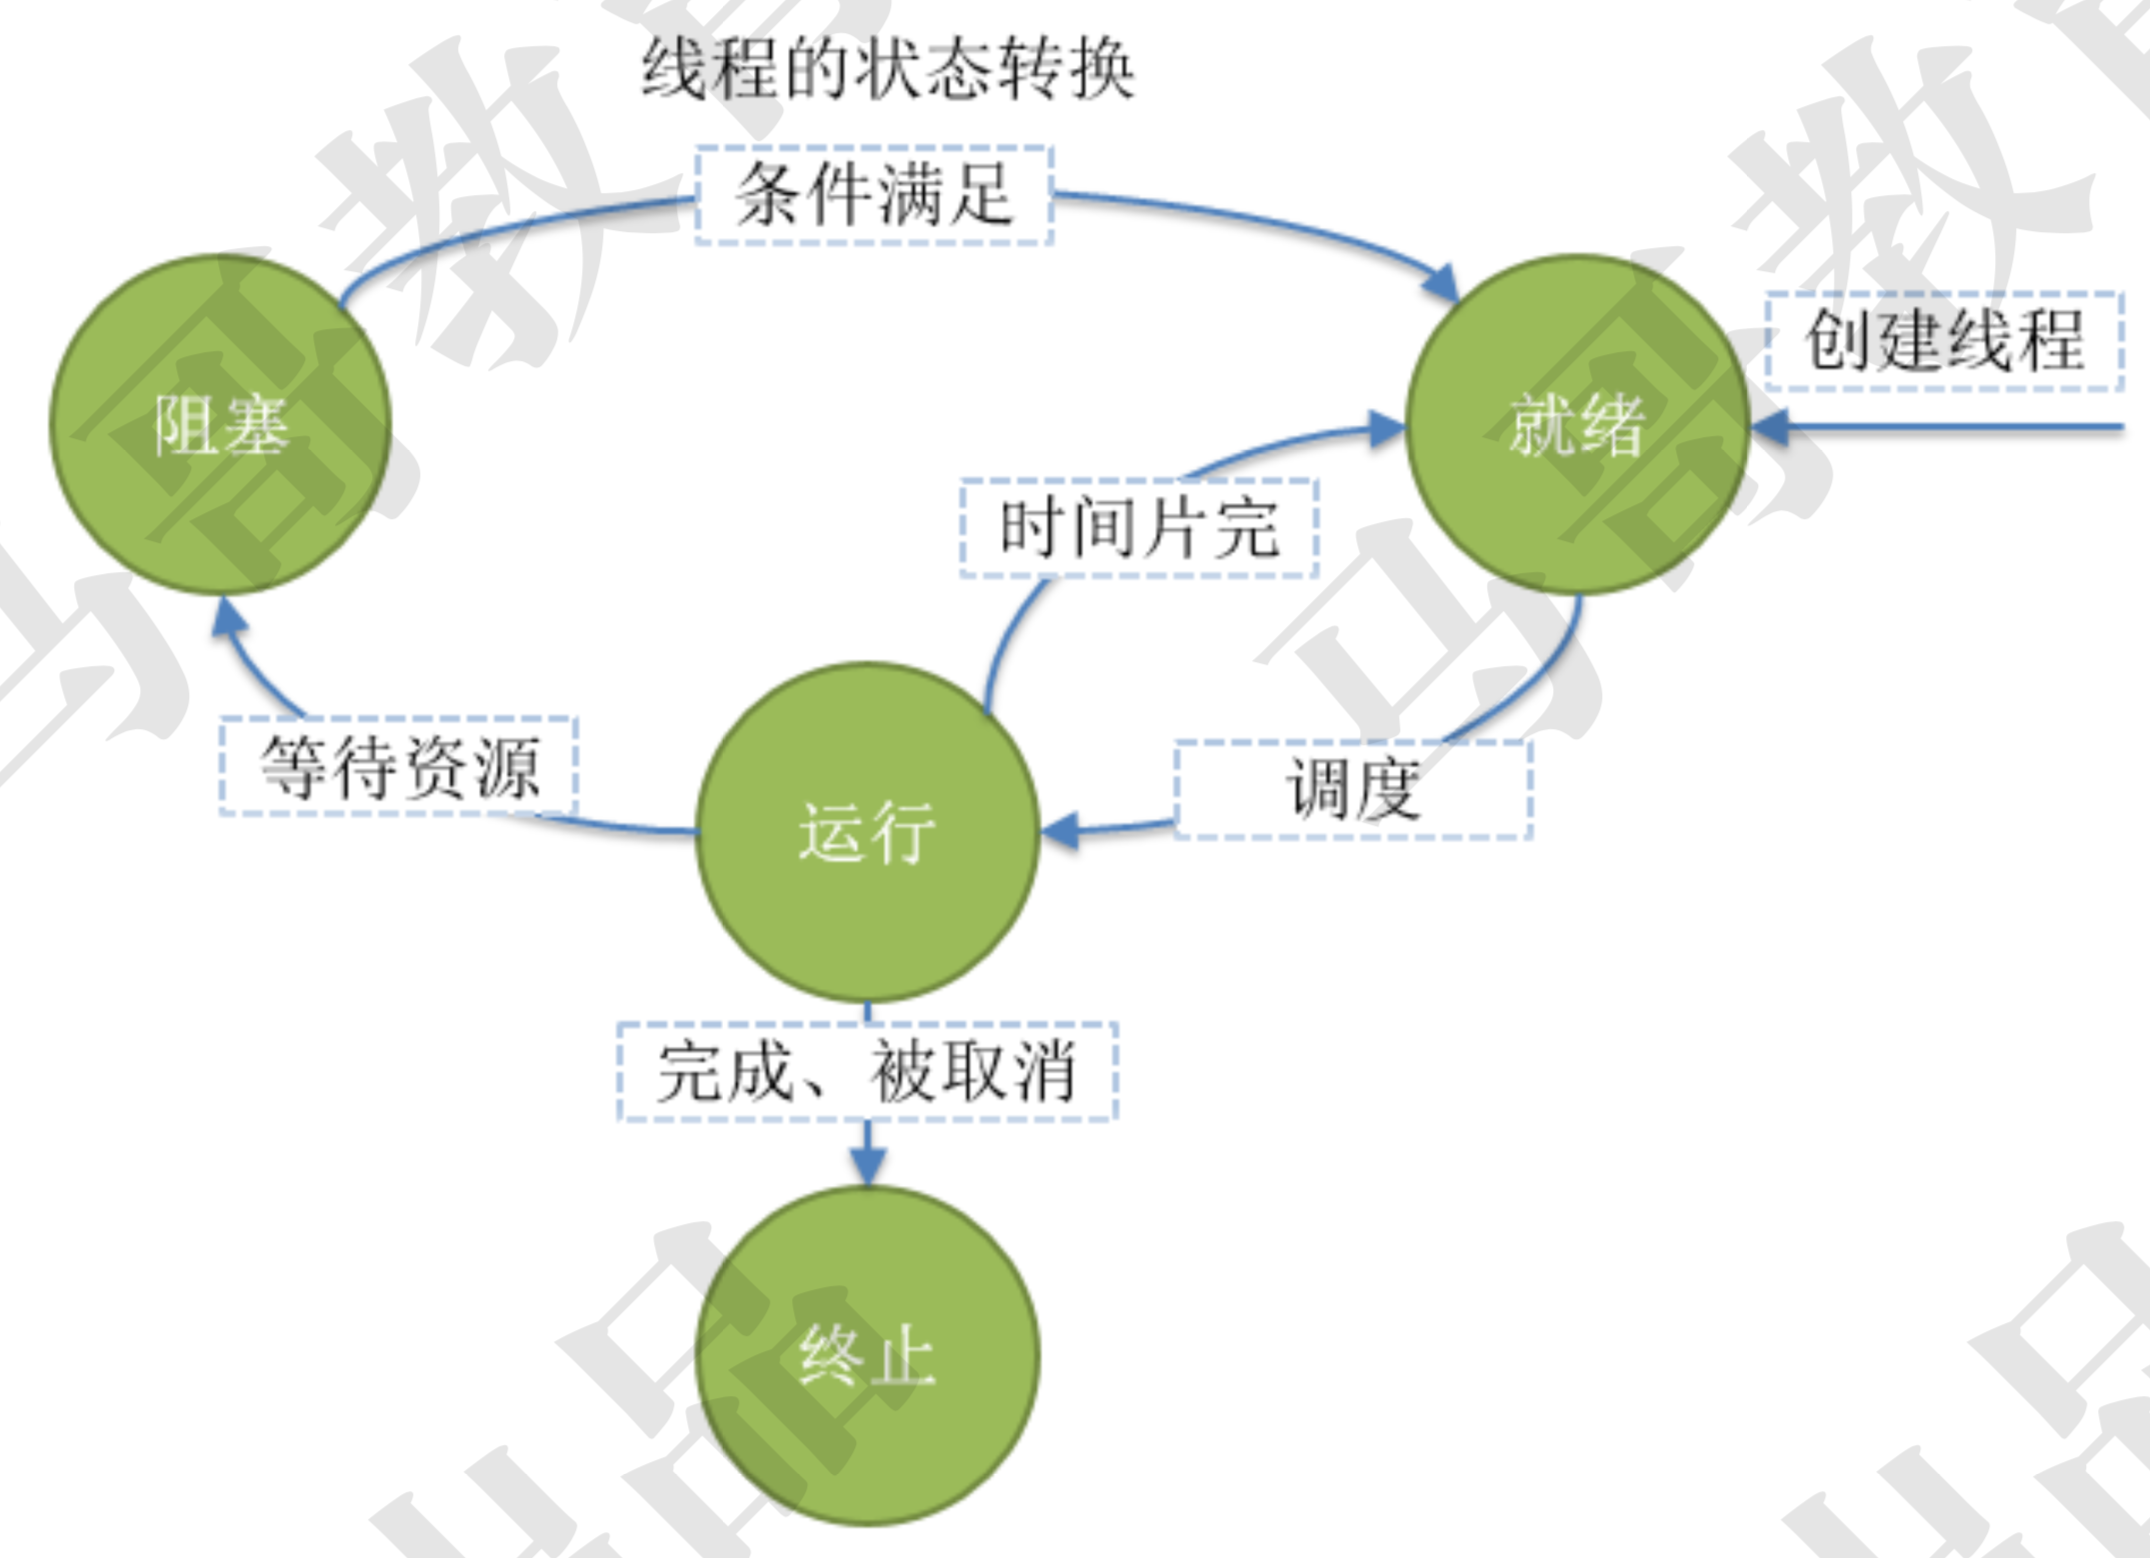 线程的状态转换
条件满足
创建线程
阻塞
就绪
时间片完
等待资源
调度
运行
完成、被取消
终止